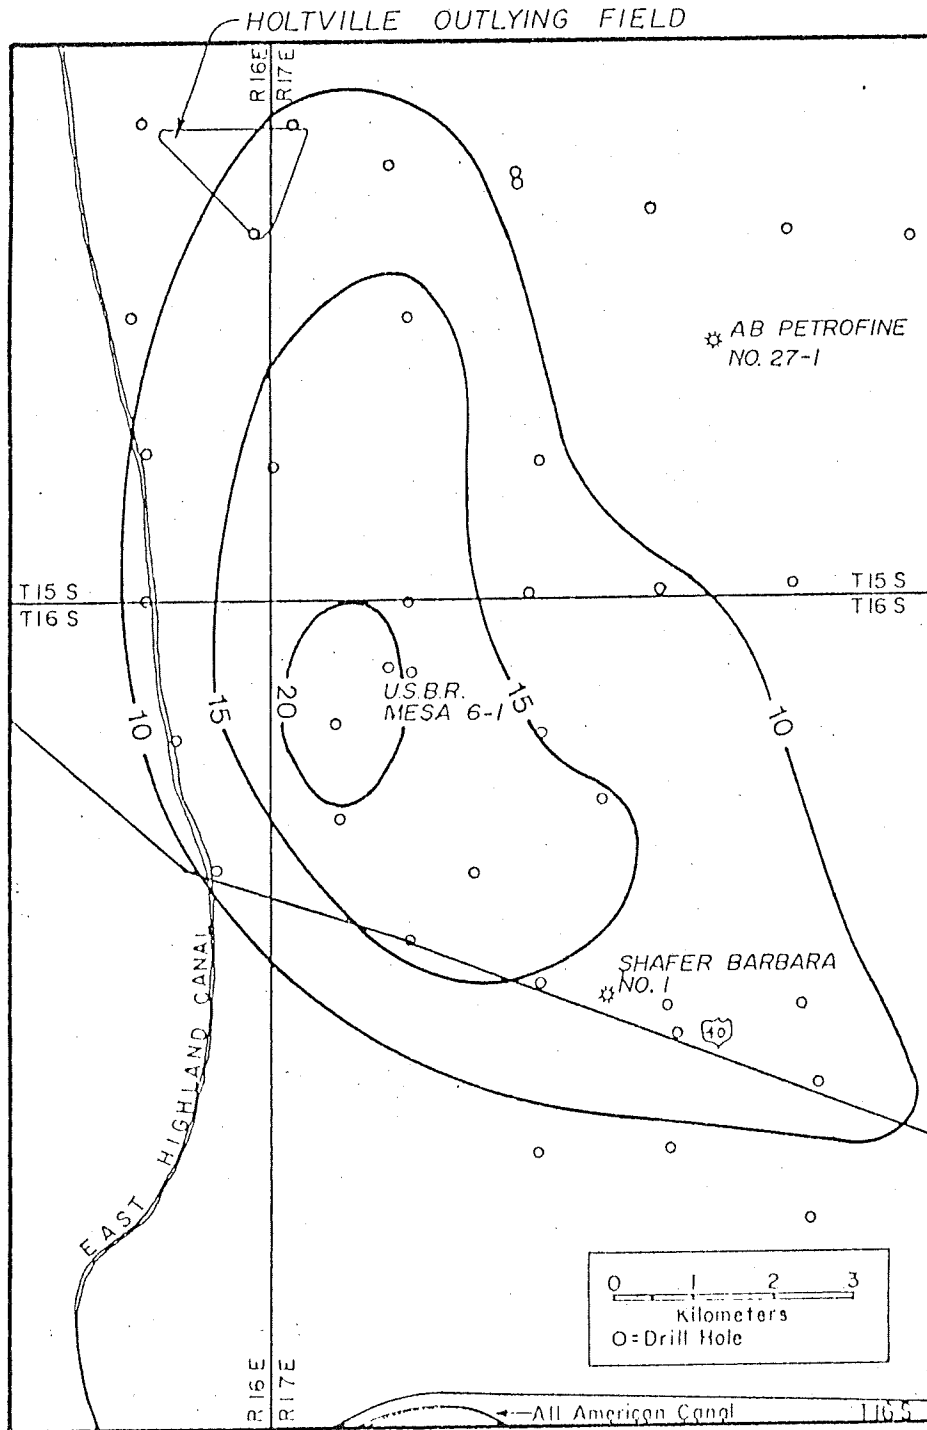 HOLTVILLE OUTLYING FIELD
R16E
R17E
AB PETROFINE
NO. 27-1
T15 S
T16 S
T15 S
T16 S
U.S.B.R.
MESA 6-1
10
15
20
15
10
SHAFER BARBARA
NO. 1
40
EAST HIGHLAND CANAL
0 1 2 3
Kilometers
O=Drill Hole
R16E
R17E
All American Canal
T16 S